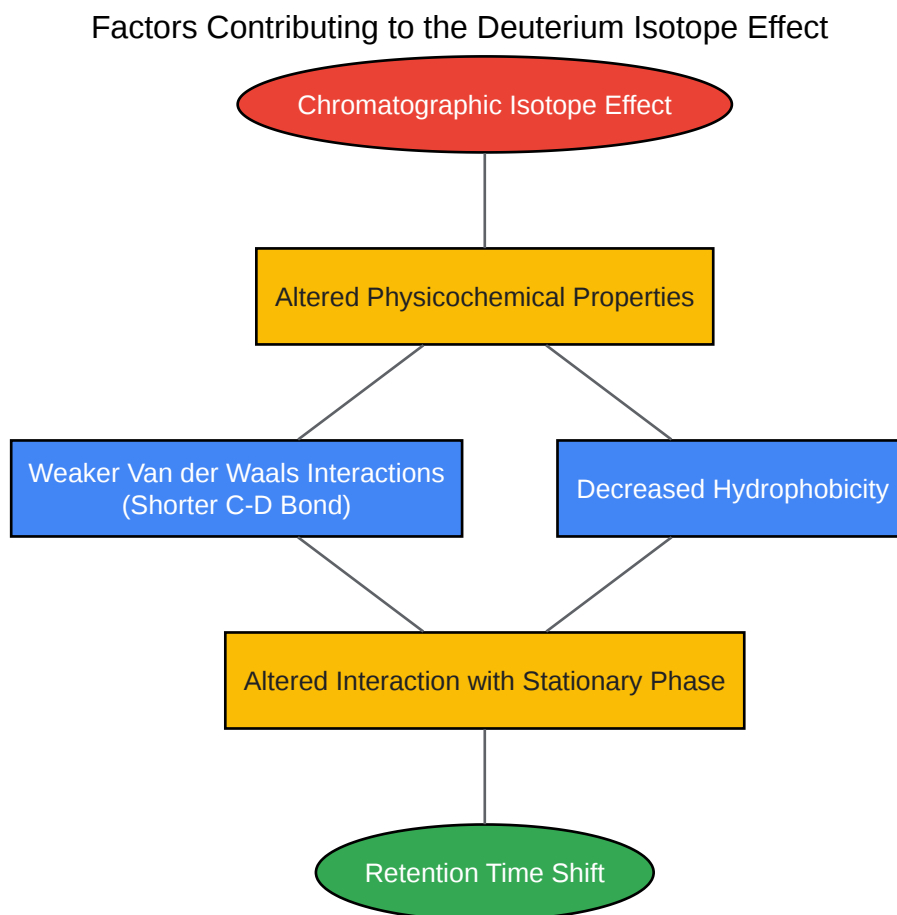 Factors Contributing to the Deuterium Isotope Effect
Chromatographic Isotope Effect
Altered Physicochemical Properties
Weaker Van der Waals Interactions
(Shorter C-D Bond)
Decreased Hydrophobicity
Altered Interaction with Stationary Phase
Retention Time Shift